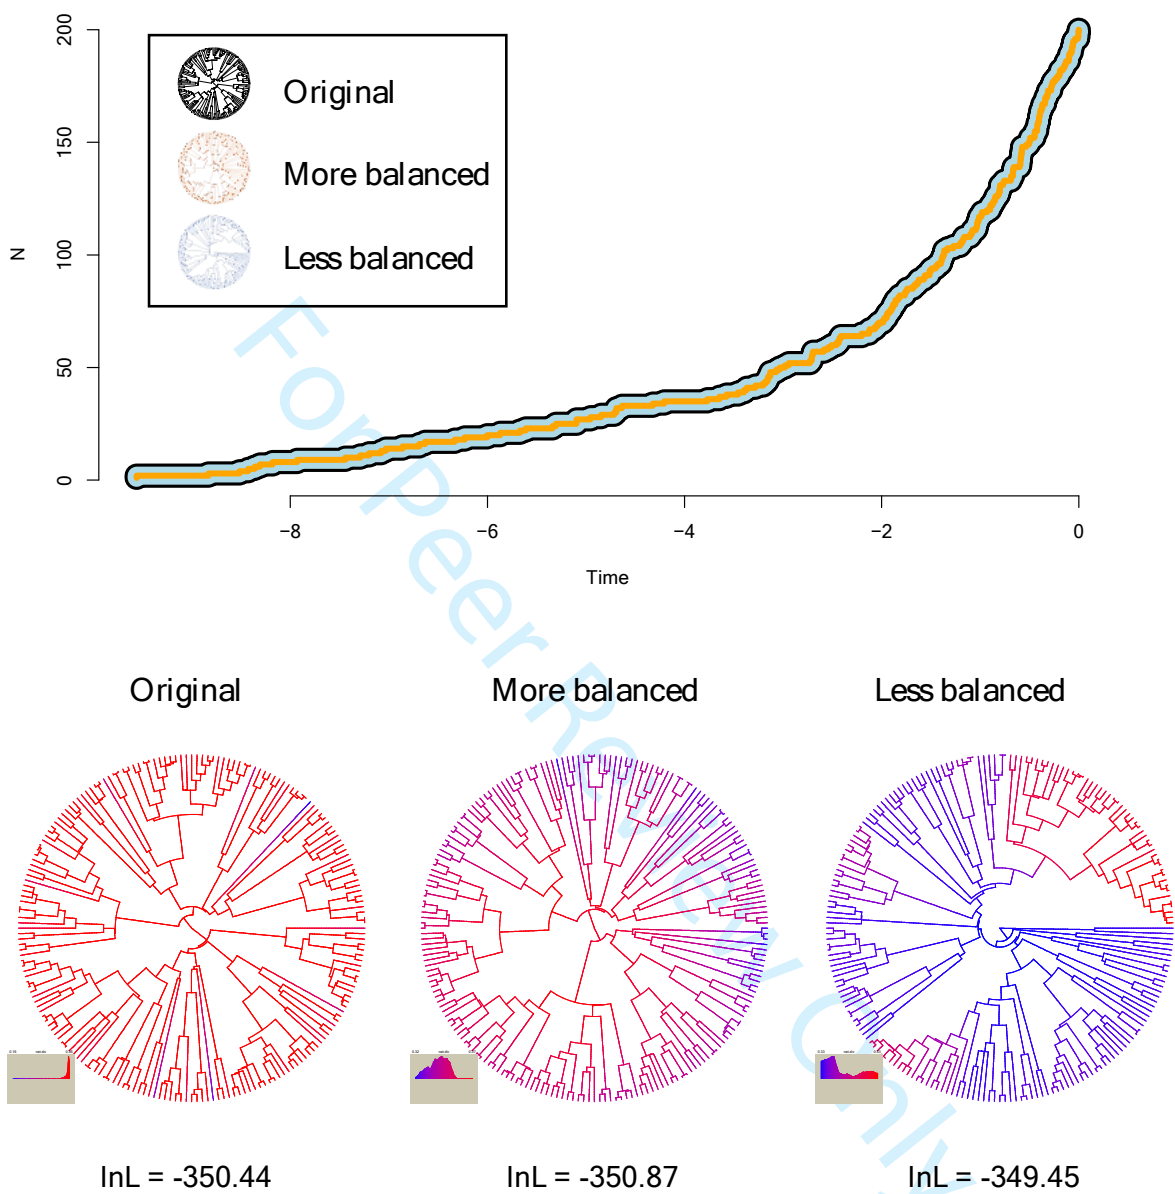 200
150
100
50
0
N
Original
More balanced
Less balanced
−8
−6
−4
−2
0
Time
For Peer Review Only
Original
More balanced
Less balanced
lnL = -350.44
lnL = -350.87
lnL = -349.45